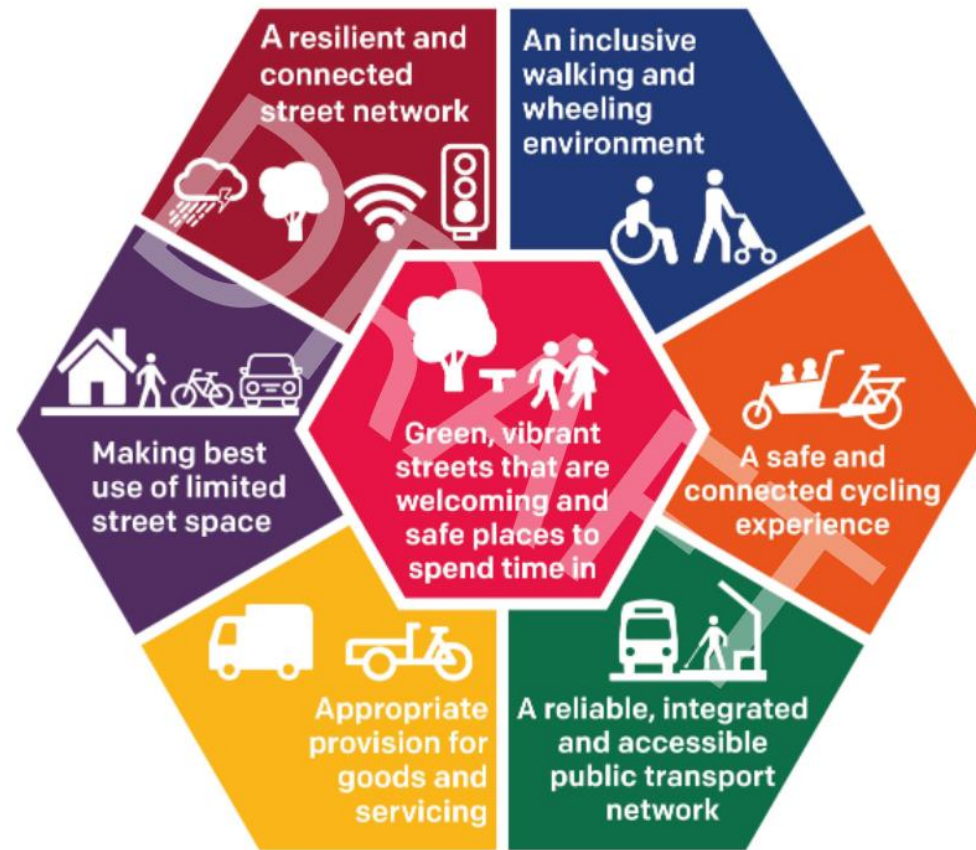 A resilient and
connected
street network
An inclusive
walking and
wheeling
environment
Making best
use of limited
street space
Green, vibrant
streets that are
welcoming and
safe places to
spend time in
A safe and
connected cycling
experience
Appropriate
provision for
goods and
servicing
A reliable, integrated
and accessible
public transport
network
DRAFT